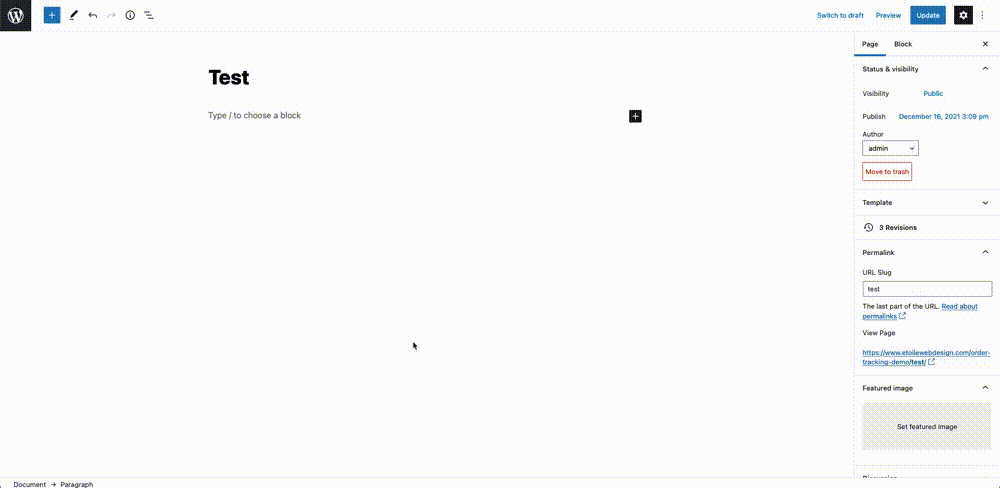 Switch to draft Preview Update
Page Block
Test
Type / to choose a block
Status & visibility
Visibility Public
Publish December 16, 2021 3:09 pm
Author
admin
Move to trash
Template
3 Revisions
Permalink
URL Slug
test
The last part of the URL. Read about
permalinks
View Page
https://www.etoilewebdesign.com/order-
tracking-demo/test/
Featured image
Set featured image
Discussion
Document → Paragraph